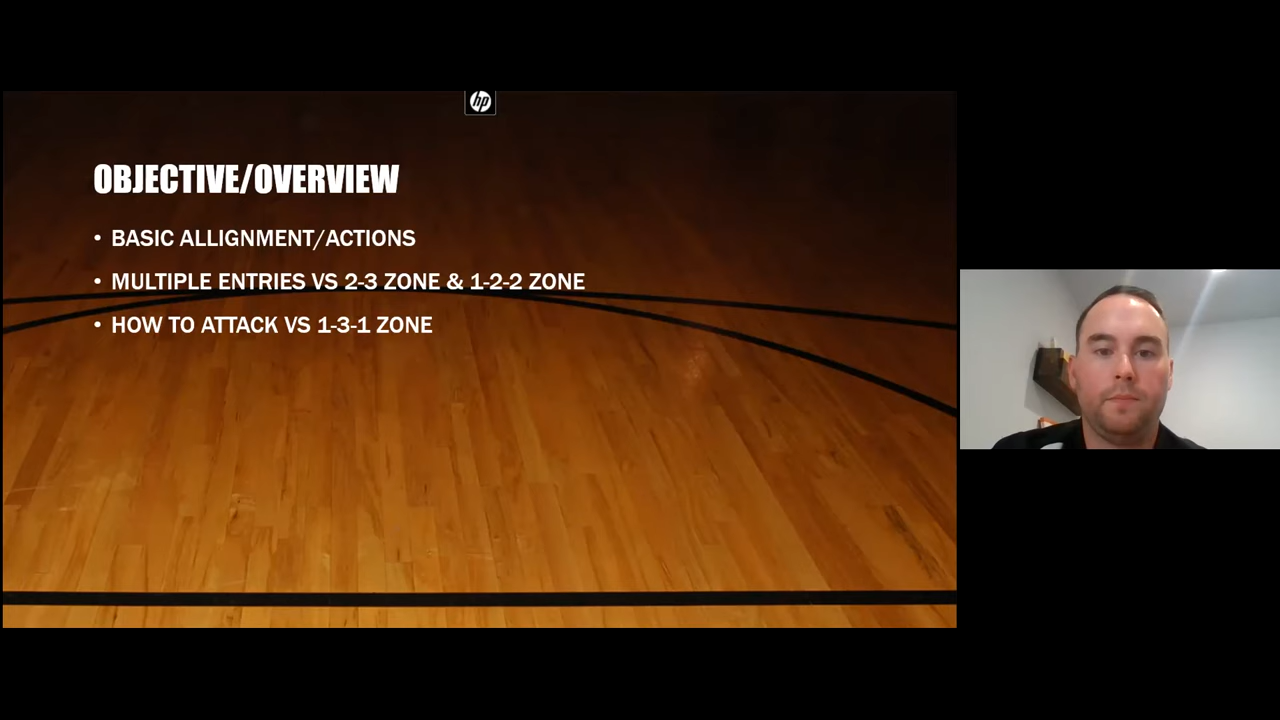 hp
OBJECTIVE/OVERVIEW
• BASIC ALLIGNMENT/ACTIONS
• MULTIPLE ENTRIES VS 2-3 ZONE & 1-2-2 ZONE
• HOW TO ATTACK VS 1-3-1 ZONE